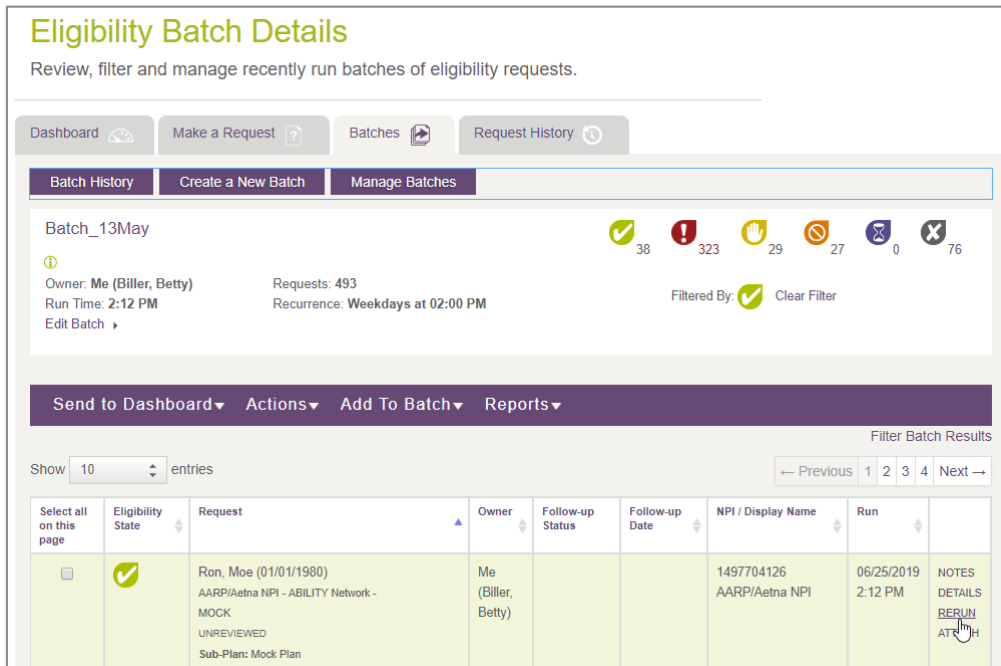 Eligibility Batch Details
Review, filter and manage recently run batches of eligibility requests.
Dashboard
Make a Request ?
Batches
Request History
Batch History
Create a New Batch
Manage Batches
Batch_13May
38
323
29
27
0
76
Owner: Me (Biller, Betty)
Requests: 493
Run Time: 2:12 PM
Recurrence: Weekdays at 02:00 PM
Filtered By:
Clear Filter
Edit Batch
Send to Dashboard
Actions
Add To Batch
Reports
Filter Batch Results
Show 10 entries
← Previous 1 2 3 4 Next →
Select all
on this
page
Eligibility
State
Request
Owner
Follow-up
Status
Follow-up
Date
NPI / Display Name
Run
Ron, Moe (01/01/1980)
AARP/Aetna NPI - ABILITY Network -
MOCK
UNREVIEWED
Sub-Plan: Mock Plan
Me
(Biller,
Betty)
1497704126
AARP/Aetna NPI
06/25/2019
2:12 PM
NOTES
DETAILS
RERUN